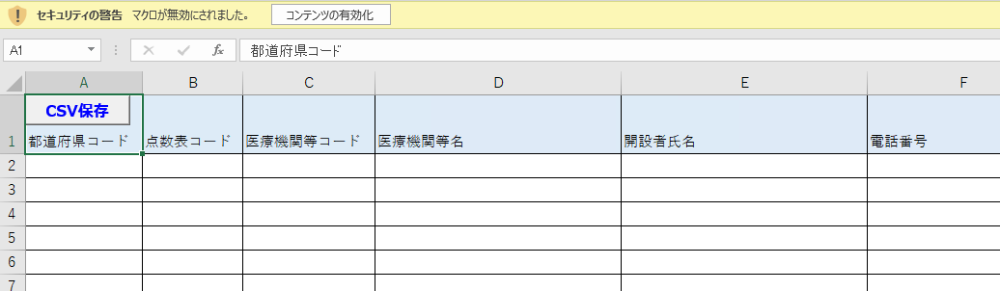 セキュリティの警告 マクロが無効にされました。 コンテンツの有効化
A1 fx 都道府県コード
A B C D E F
CSV保存
1 都道府県コード 点数表コード 医療機関等コード 医療機関等名 開設者氏名 電話番号
2
3
4
5
6
7